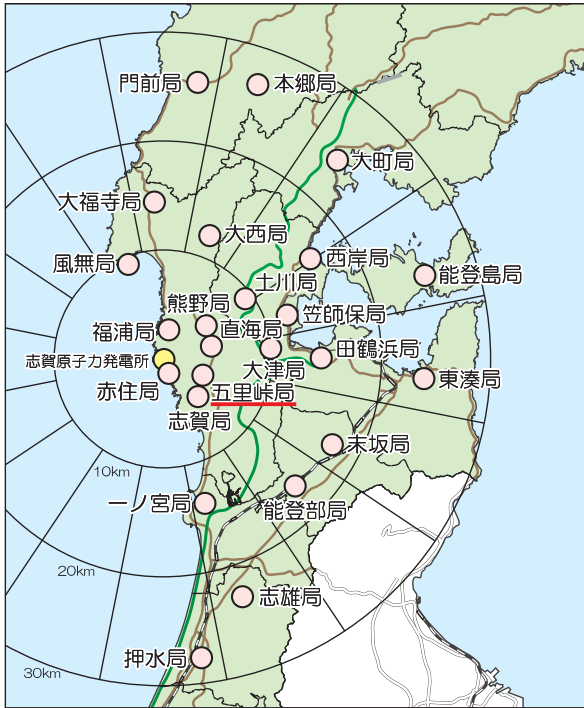 門前局
本郷局
大町局
大福寺局
大西局
西岸局
風無局
能登島局
土川局
熊野局
笠師保局
福浦局
直海局
志賀原子力発電所
田鶴浜局
大津局
赤住局
東湊局
五里峠局
志賀局
末坂局
10km
一ノ宮局
能登部局
20km
志雄局
押水局
30km